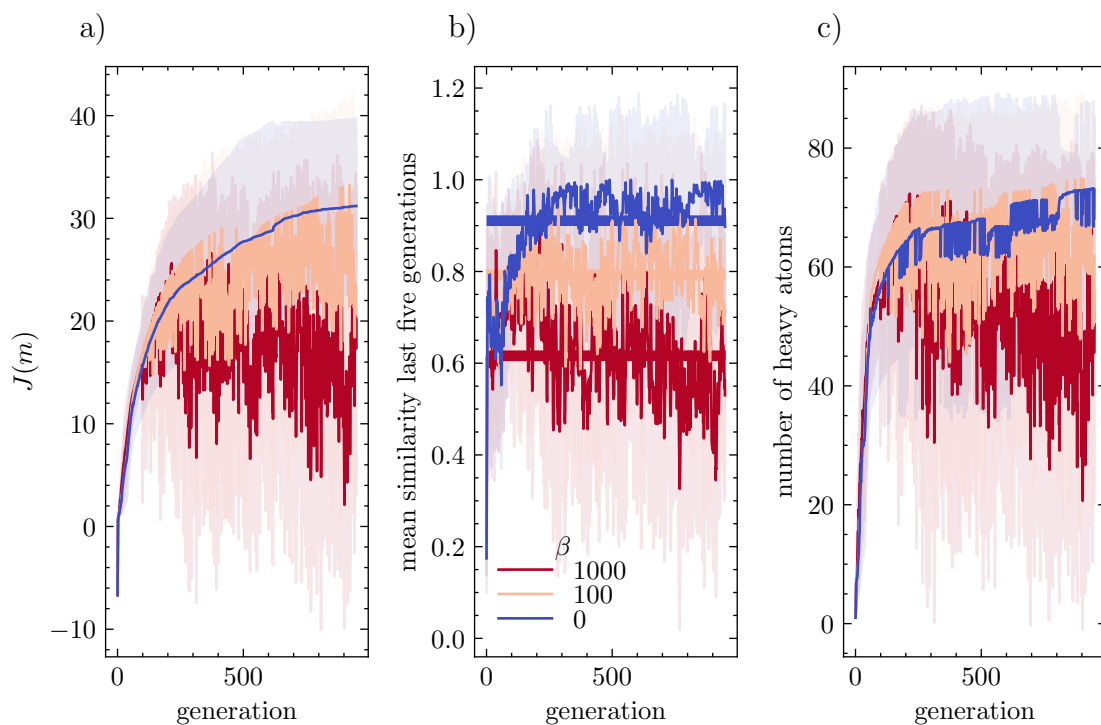 a)
40
30
20
10
0
−10
J(m)
0
500
generation
b)
1.2
1.0
0.8
0.6
0.4
0.2
0.0
mean similarity last five generations
β
1000
100
0
0
500
generation
c)
80
60
40
20
0
number of heavy atoms
0
500
generation